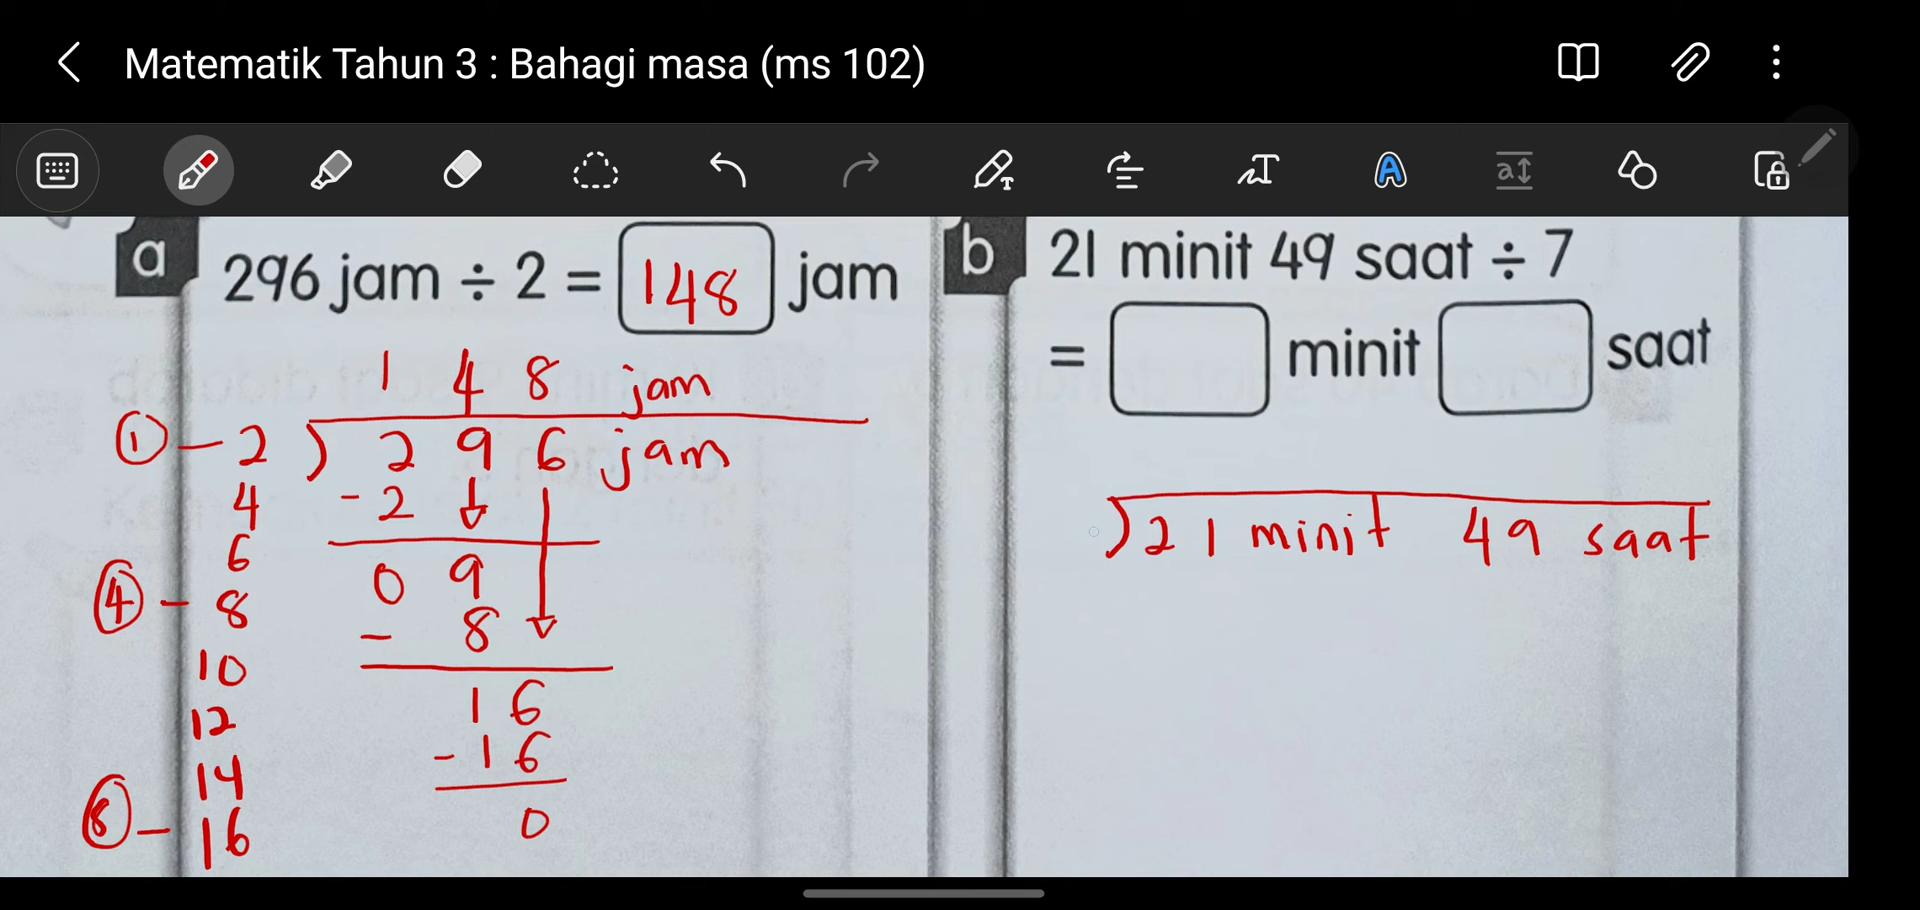 Matematik Tahun 3 : Bahagi masa (ms 102)
a 296 jam ÷ 2 = 148 jam
1 4 8 jam
① - 2 ) 2 9 6 jam
4 - 2
6
0 9
④ - 8
- 8
10
1 6
12
- 1 6
14
0
⑧ - 16
b 21 minit 49 saat ÷ 7
= minit saat
) 2 1 minit 49 saat